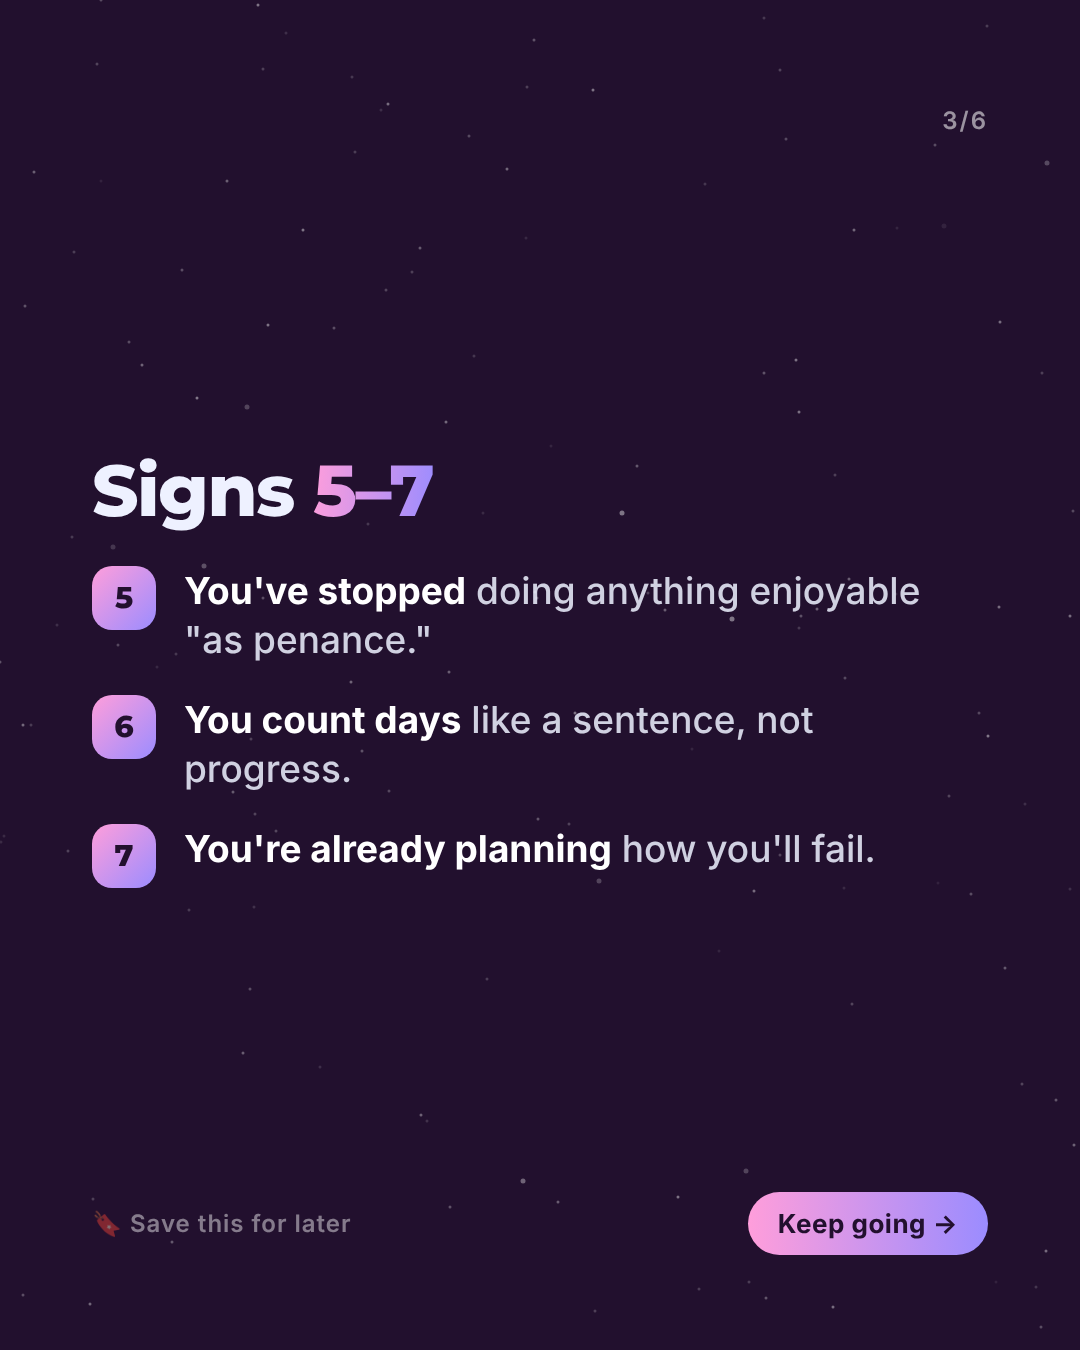 3/6
Signs 5–7
5 You've stopped doing anything enjoyable
"as penance."
6 You count days like a sentence, not
progress.
7 You're already planning how you'll fail.
🔖 Save this for later
Keep going →